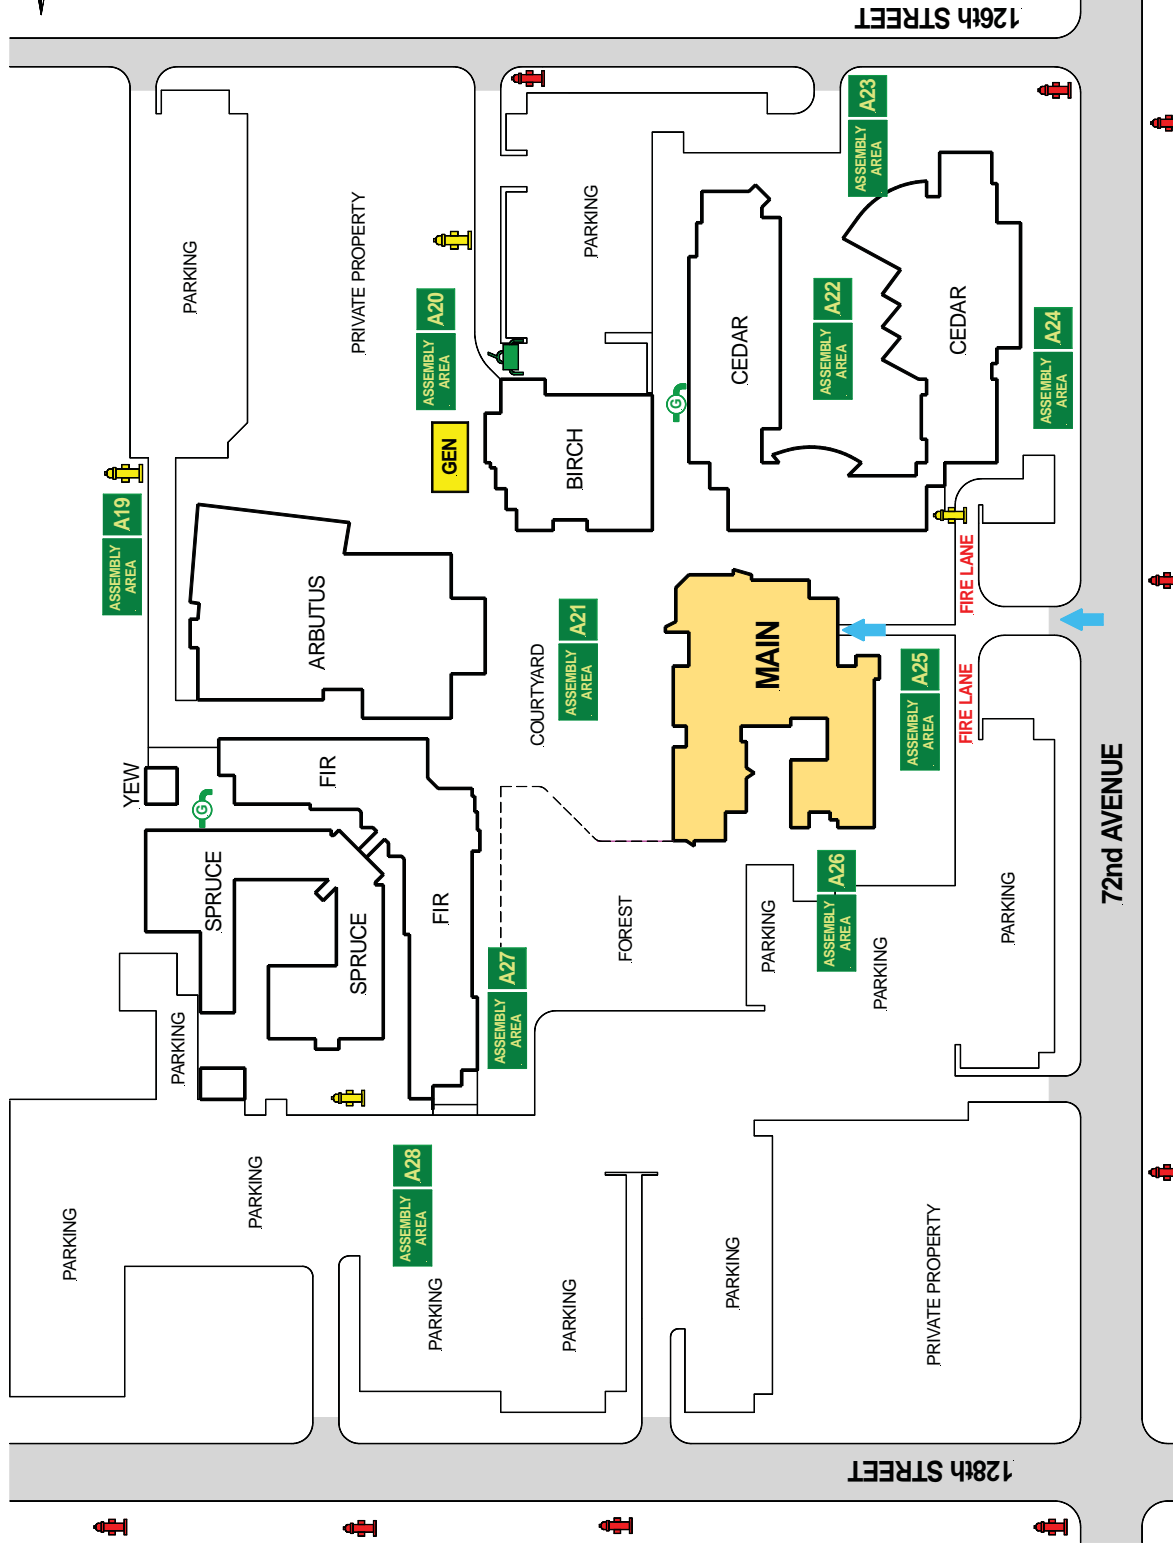 PARKING
YEW
ASSEMBLY
AREA
A19
PARKING
PARKING
SPRUCE
G
PARKING
ARBUTUS
FIR
SPRUCE
PRIVATE PROPERTY
ASSEMBLY
AREA
A28
PARKING
FIR
ASSEMBLY
AREA
A20
GEN
ASSEMBLY
AREA
A27
COURTYARD
PARKING
BIRCH
ASSEMBLY
AREA
A21
PARKING
FOREST
G
PARKING
CEDAR
MAIN
PARKING
ASSEMBLY
AREA
A26
ASSEMBLY
AREA
A22
ASSEMBLY
AREA
A23
PARKING
ASSEMBLY
AREA
A25
PRIVATE PROPERTY
CEDAR
FIRE LANE
FIRE LANE
PARKING
ASSEMBLY
AREA
A24
72nd AVENUE
128th STREET
126th STREET